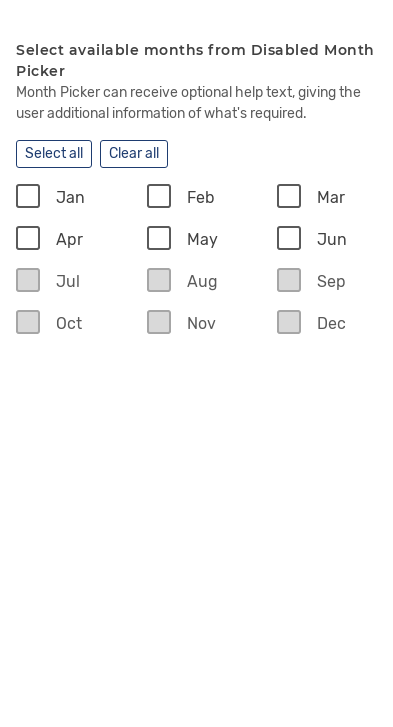 Select available months from Disabled Month
Picker
Month Picker can receive optional help text, giving the
user additional information of what's required.
Select all Clear all
Jan Feb Mar
Apr May Jun
Jul Aug Sep
Oct Nov Dec